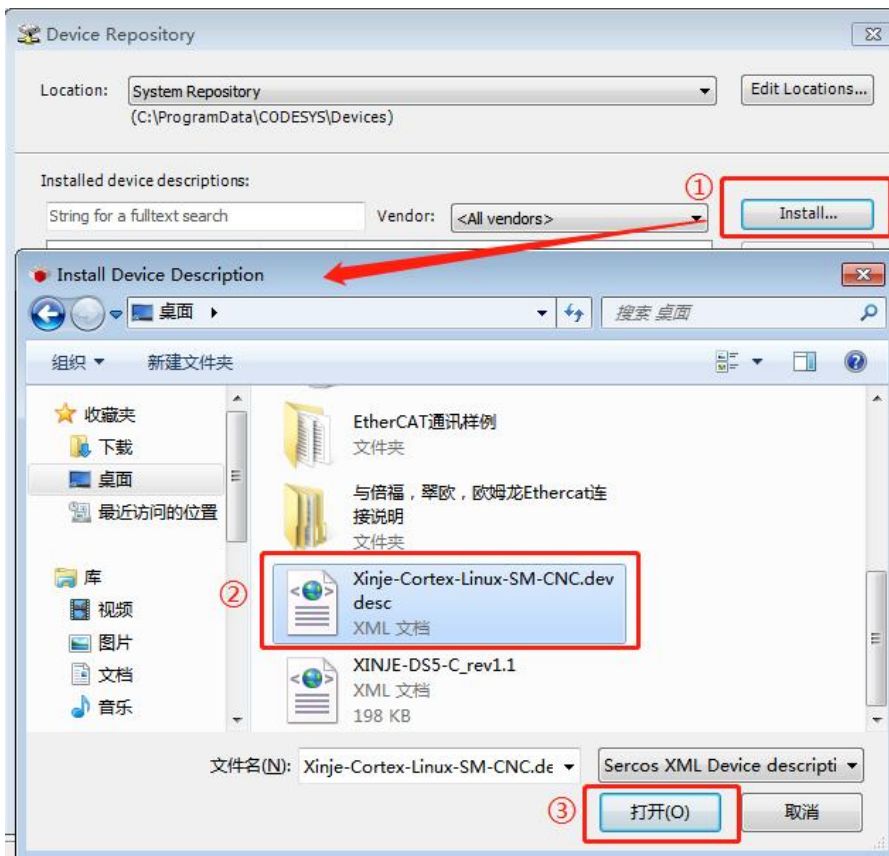 Device Repository
Location: System Repository Edit Locations...
(C:\ProgramData\CODESYS\Devices)
Installed device descriptions:
①
String for a fulltext search Vendor: <All vendors> Install...
Install Device Description
桌面 搜索 桌面
组织 新建文件夹
收藏夹
下载
桌面
最近访问的位置
库
视频
图片
文档
音乐
EtherCAT通讯样例
文件夹
与倍福，翠欧，欧姆龙Ethercat连
接说明
文件夹
②
Xinje-Cortex-Linux-SM-CNC.dev
desc
XML 文档
XINJE-DS5-C_rev1.1
XML 文档
198 KB
文件名(N): Xinje-Cortex-Linux-SM-CNC.de Sercos XML Device descripti
③
打开(O) 取消